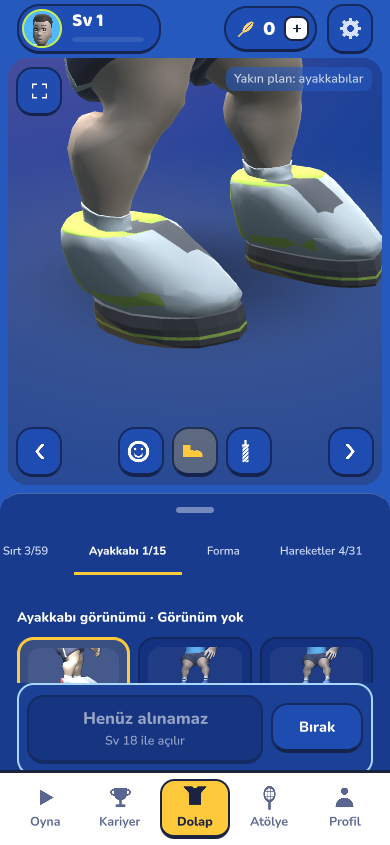 Sv 1
0
+
Yakın plan: ayakkabılar
Sırt 3/59
Ayakkabı 1/15
Forma
Hareketler 4/31
Ayakkabı görünümü · Görünüm yok
Henüz alınamaz
Sv 18 ile açılır
Bırak
Oyna
Kariyer
Dolap
Atölye
Profil